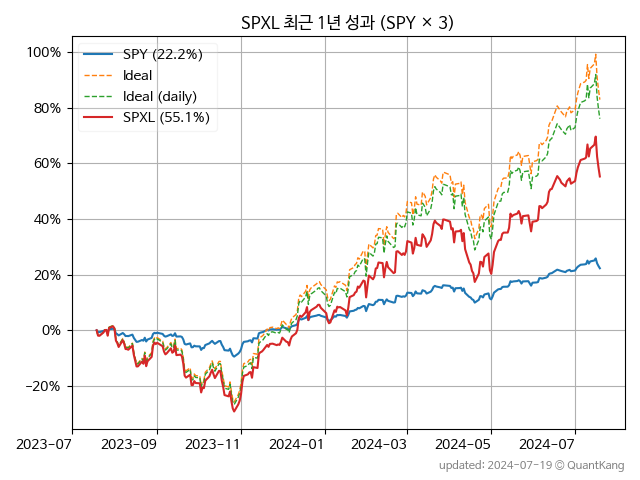 SPXL 최근 1년 성과 (SPY × 3)
100%
80%
60%
40%
20%
0%
−20%
SPY (22.2%)
Ideal
Ideal (daily)
SPXL (55.1%)
2023-07
2023-09
2023-11
2024-01
2024-03
2024-05
2024-07
updated: 2024-07-19 © QuantKang